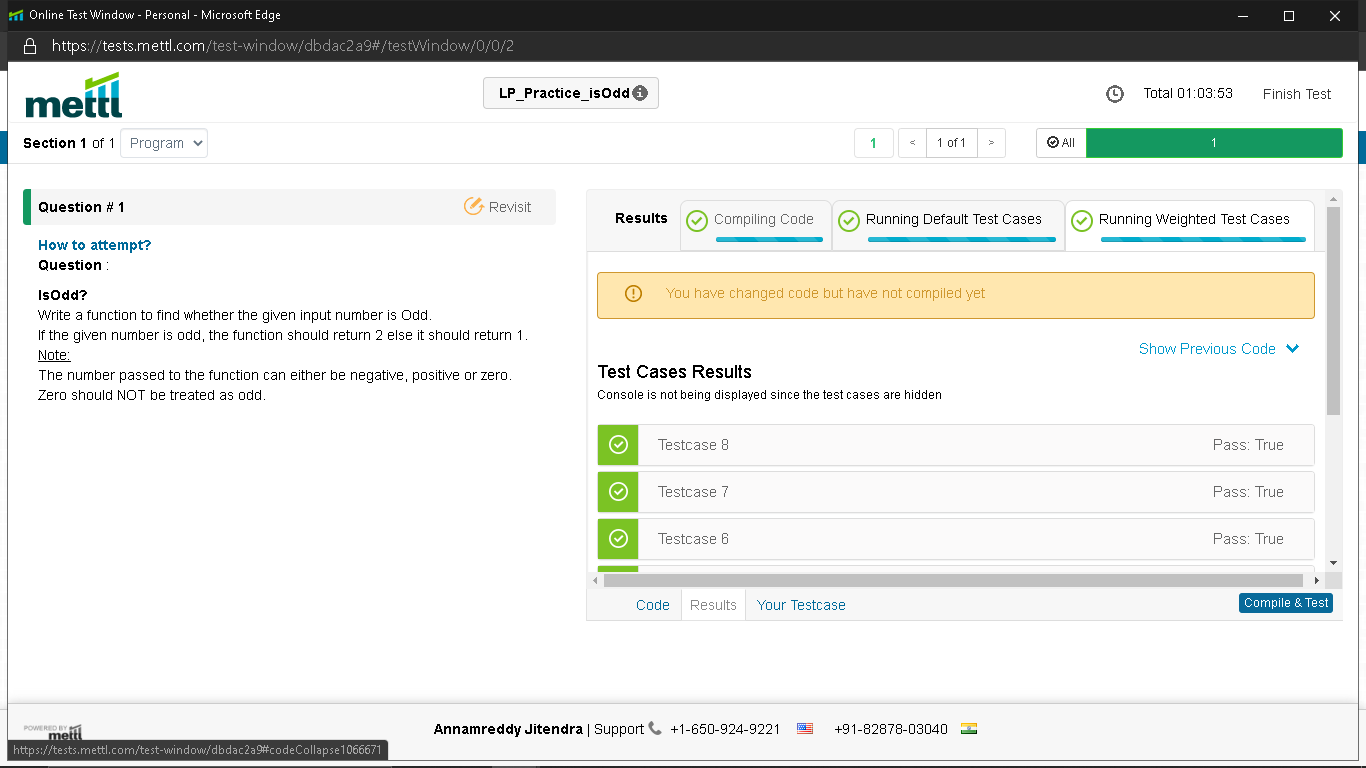 Online Test Window - Personal - Microsoft Edge
https://tests.mettl.com/test-window/dbdac2a9#/testWindow/0/0/2
mettl
LP_Practice_isOdd
Total 01:03:53
Finish Test
Section 1 of 1
Program
1
<
1 of 1
>
All
1
Question # 1
Revisit
How to attempt?
Question :
IsOdd?
Write a function to find whether the given input number is Odd.
If the given number is odd, the function should return 2 else it should return 1.
Note:
The number passed to the function can either be negative, positive or zero.
Zero should NOT be treated as odd.
Results
Compiling Code
Running Default Test Cases
Running Weighted Test Cases
You have changed code but have not compiled yet
Show Previous Code
Test Cases Results
Console is not being displayed since the test cases are hidden
Testcase 8
Pass: True
Testcase 7
Pass: True
Testcase 6
Pass: True
Code
Results
Your Testcase
Compile & Test
POWERED BY mettl
Annamreddy Jitendra | Support +1-650-924-9221 +91-82878-03040
https://tests.mettl.com/test-window/dbdac2a9#codeCollapse1066671